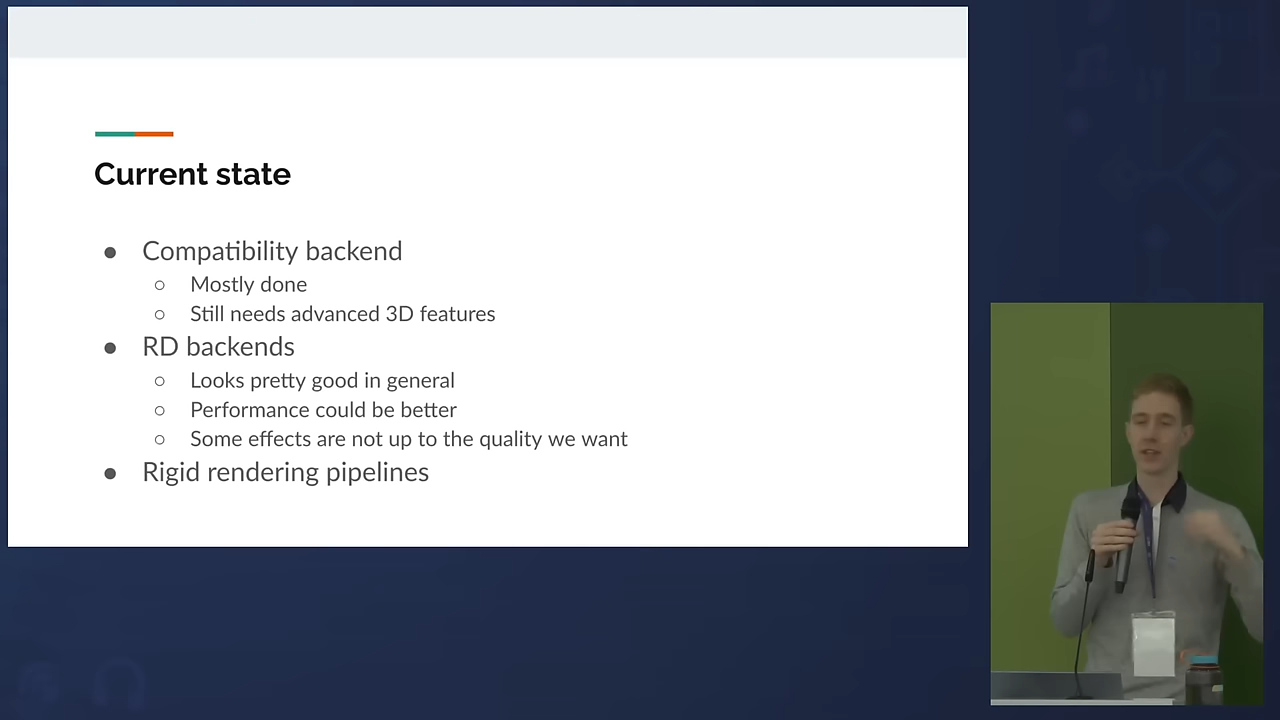 Current state
● Compatibility backend
○ Mostly done
○ Still needs advanced 3D features
● RD backends
○ Looks pretty good in general
○ Performance could be better
○ Some effects are not up to the quality we want
● Rigid rendering pipelines